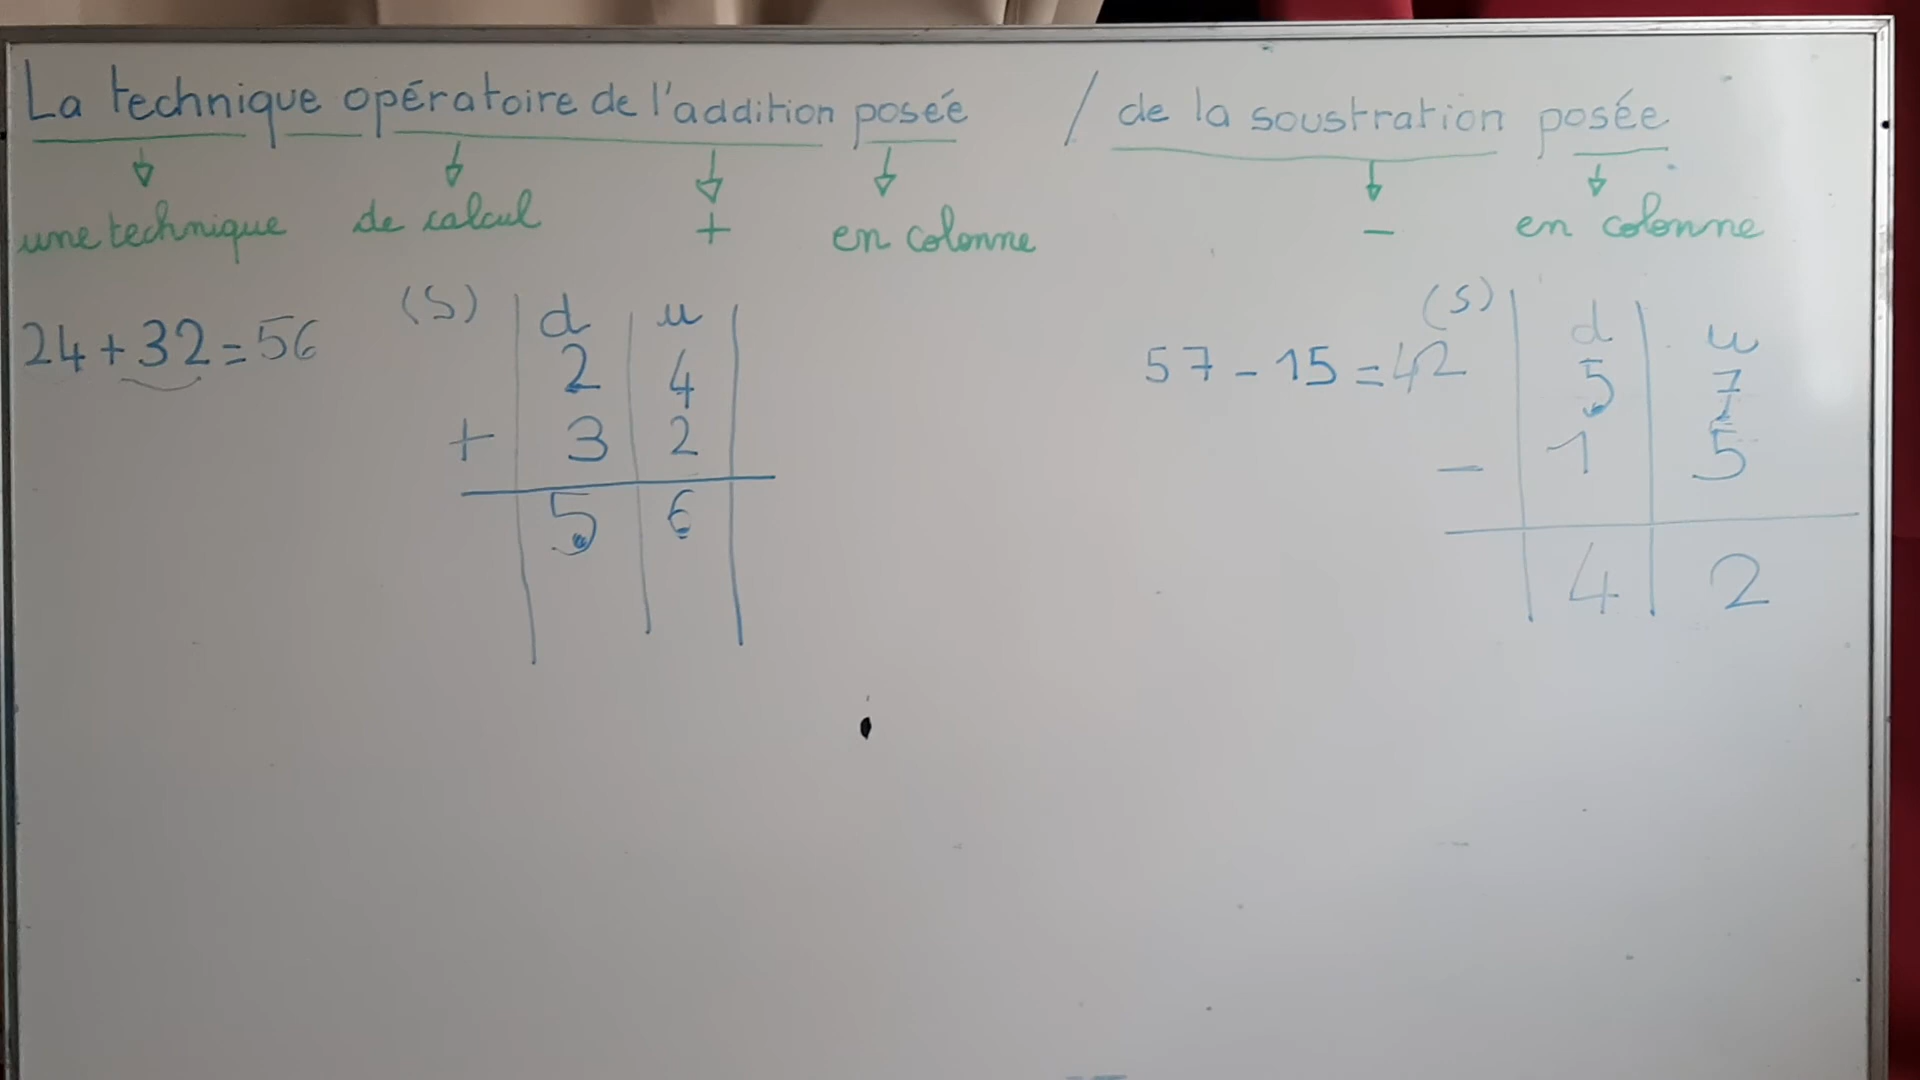 La technique opératoire de l'addition posée / de la soustration posée
une technique de calcul + en colonne - en colonne
24+32=56
(S) d u
2 4
+ 3 2
5 6
57-15=42
(S) d u
5 7
- 1 5
4 2